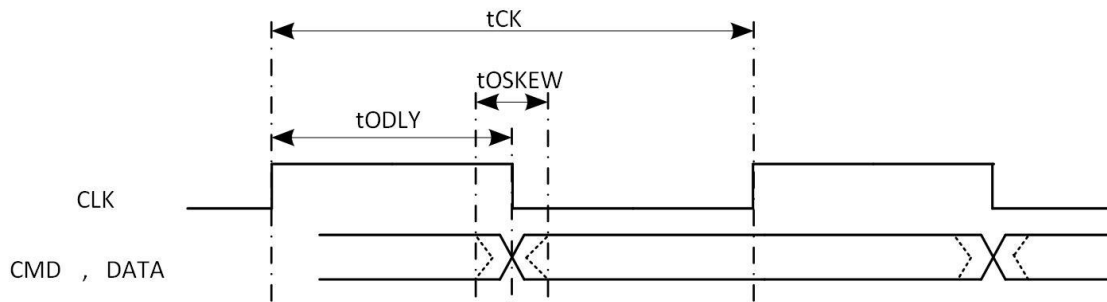 tCK
tOSKEW
tODLY
CLK
CMD , DATA